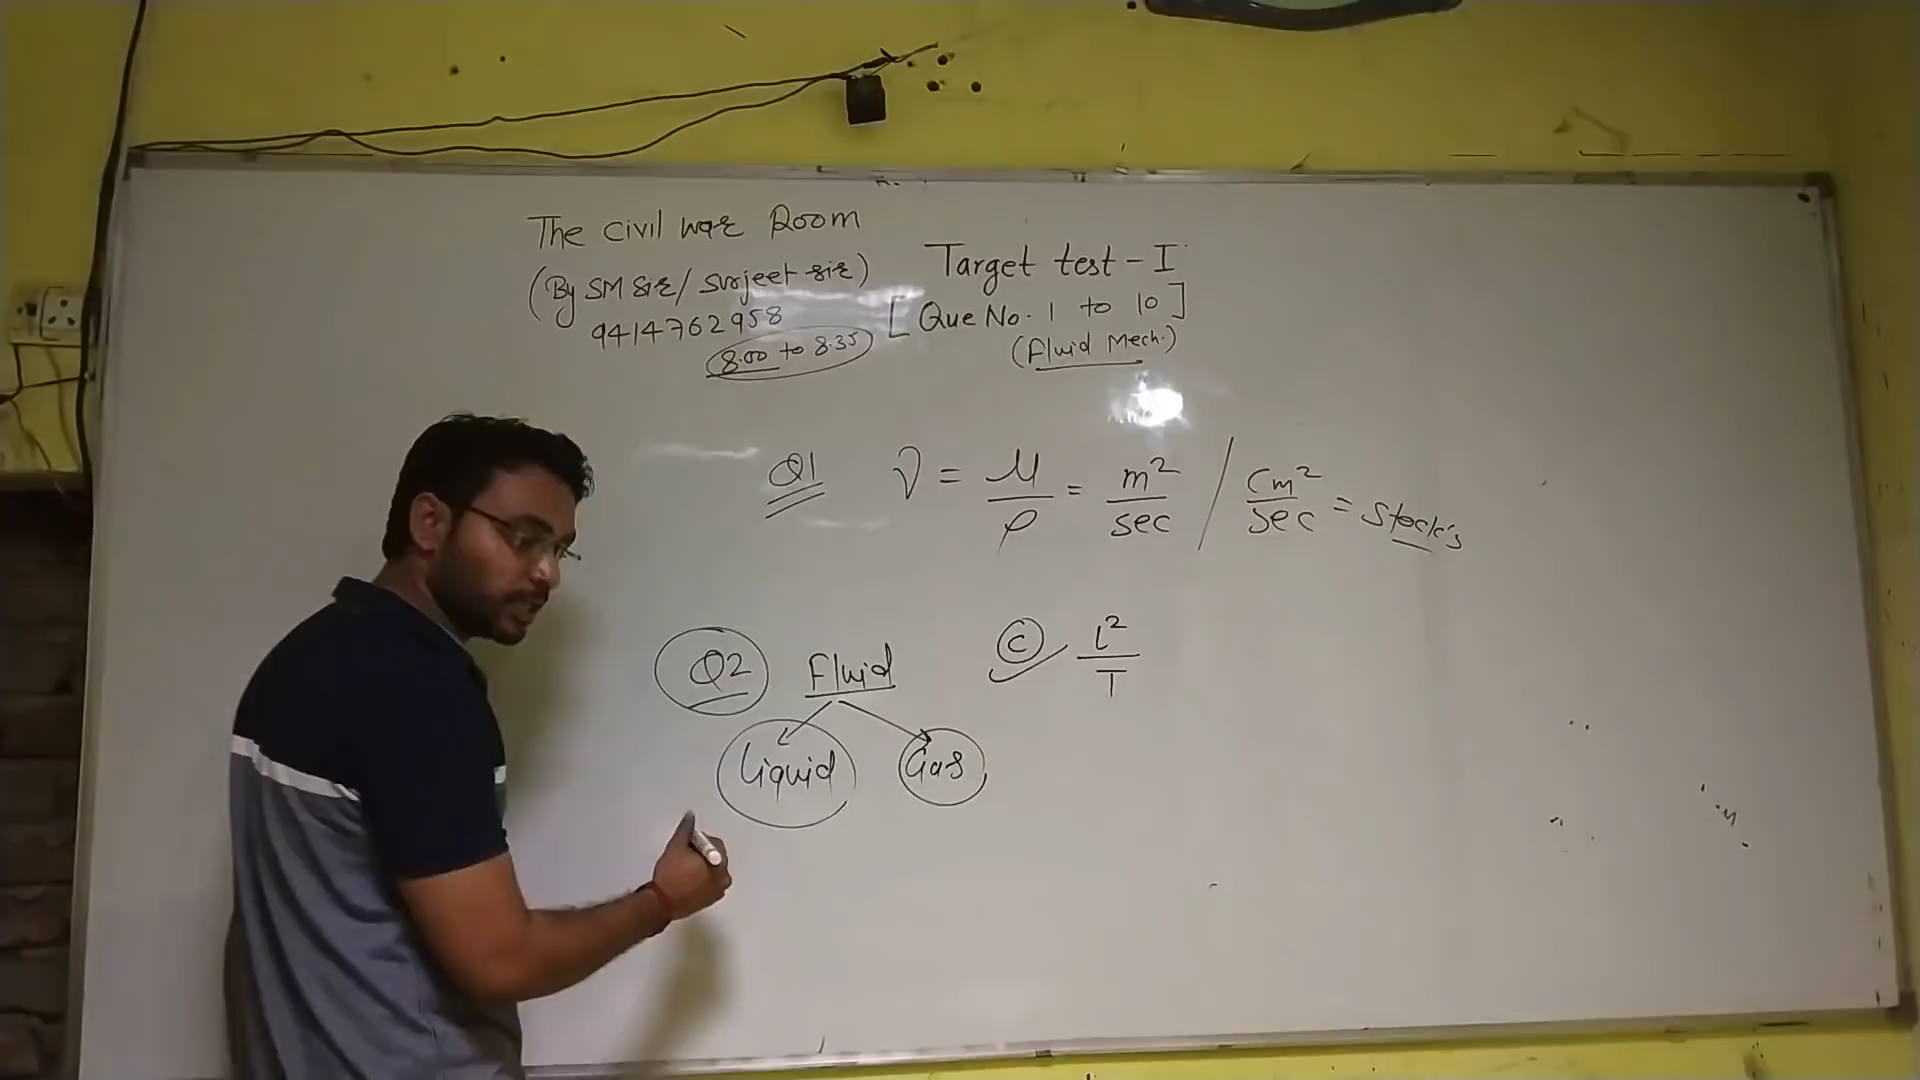 The Civil war Room
(By SM Sir/ Surjeet Sir)
9414762958
8.00 to 8.35
Target test - I
[Que No. 1 to 10]
(Fluid Mech.)
Q1 ν = μ/ρ = m²/sec / cm²/sec = Stock's
Q2 Fluid
Liquid Gas
C L²/T